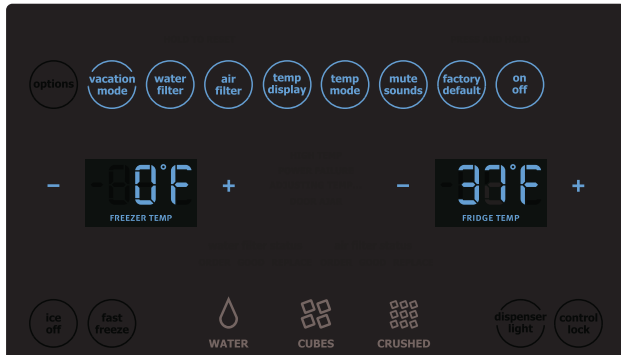 options
vacation
mode
water
filter
air
filter
temp
display
temp
mode
mute
sounds
factory
default
on
off
− 0°F +
FREEZER TEMP
− 37°F +
FRIDGE TEMP
ice
off
fast
freeze
WATER
CUBES
CRUSHED
dispenser
light
control
lock